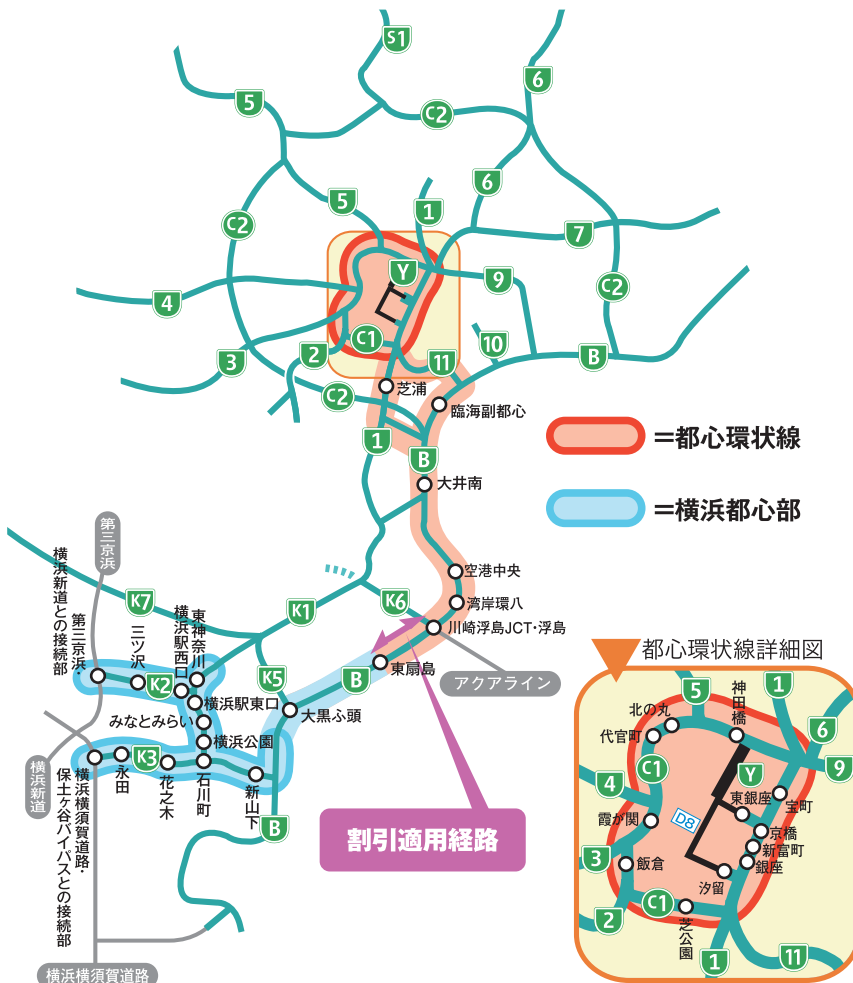 S1
6
5
C2
6
5
1
C2
7
Y
9
4
C2
C1
10
3
2
11
B
芝浦
C2
臨海副都心
1
=都心環状線
B
大井南
=横浜都心部
第三京浜
横浜新道との接続部
第三京浜・
空港中央
K7
K1
K6
湾岸環八
三ツ沢
横浜駅西口
東神奈川
川崎浮島JCT・浮島
K2
K5
B
東扇島
アクアライン
都心環状線詳細図
横浜駅東口
みなとみらい
大黒ふ頭
横浜公園
K3
永田
花之木
石川町
新山下
横浜新道
横浜横須賀道路・
保土ヶ谷バイパスとの接続部
B
割引適用経路
横浜横須賀道路
5
神田橋
1
北の丸
6
代官町
C1
Y
9
4
東銀座
宝町
霞が関
D8
京橋
新富町
3
飯倉
銀座
汐留
C1
2
芝公園
1
11